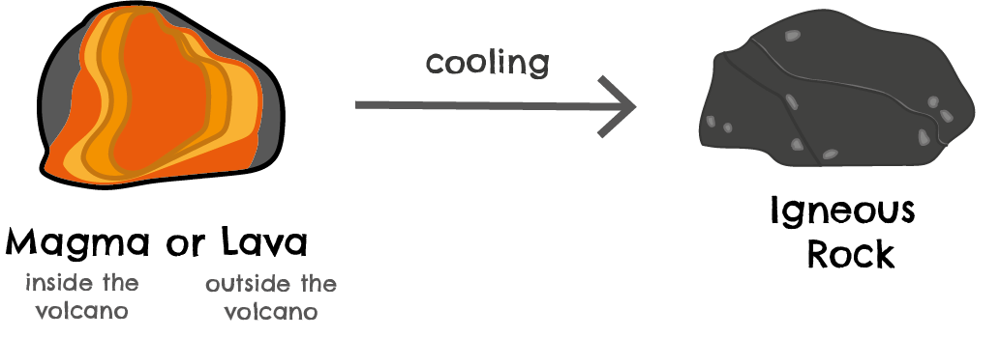 cooling
Magma or Lava
inside the
volcano
outside the
volcano
Igneous
Rock